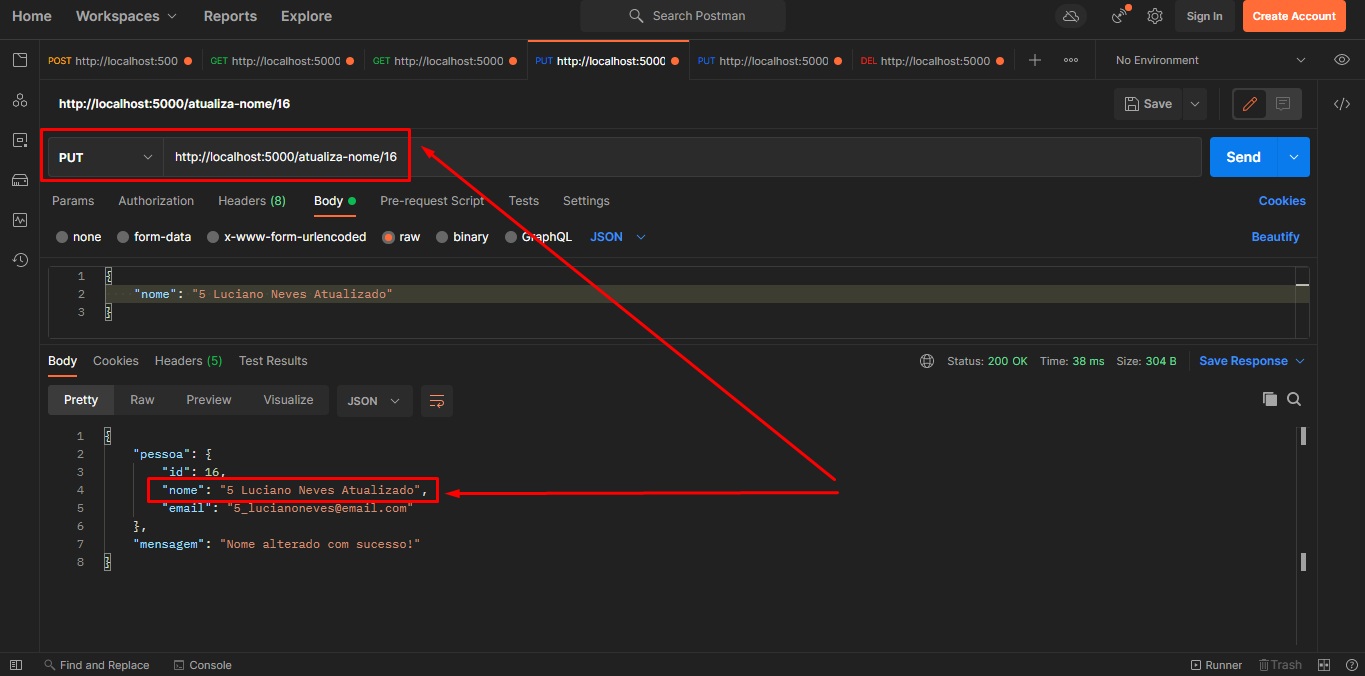 Home Workspaces Reports Explore Search Postman Sign In Create Account
POST http://localhost:500 GET http://localhost:5000 GET http://localhost:5000 PUT http://localhost:5000 PUT http://localhost:5000 DEL http://localhost:5000 No Environment
http://localhost:5000/atualiza-nome/16 Save
PUT http://localhost:5000/atualiza-nome/16 Send
Params Authorization Headers (8) Body Pre-request Script Tests Settings Cookies
none form-data x-www-form-urlencoded raw binary GraphQL JSON Beautify
1 {
2 "nome": "5 Luciano Neves Atualizado"
3 }
Body Cookies Headers (5) Test Results Status: 200 OK Time: 38 ms Size: 304 B Save Response
Pretty Raw Preview Visualize JSON
1 {
2 "pessoa": {
3 "id": 16,
4 "nome": "5 Luciano Neves Atualizado",
5 "email": "5_lucianoneves@email.com"
6 },
7 "mensagem": "Nome alterado com sucesso!"
8 }
Find and Replace Console Runner Trash